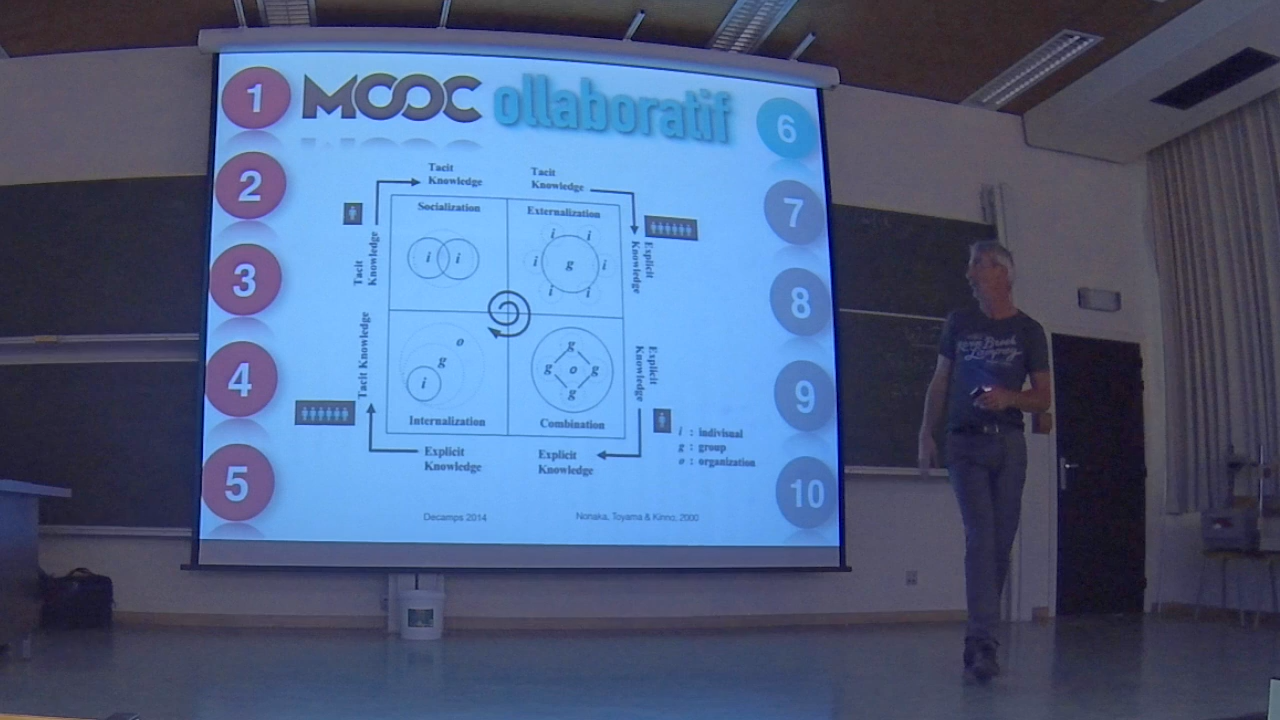 1
MOOC ollaboratif
6
2
7
3
8
4
9
5
10
Tacit
Knowledge
Tacit
Knowledge
Socialization
Externalization
Tacit
Knowledge
Explicit
Knowledge
i
i
i
i
i
g
i
i
i
Tacit Knowledge
Explicit
Knowledge
o
g
i
g
g
o
g
g
Internalization
Combination
Explicit
Knowledge
Explicit
Knowledge
i : indivisual
g : group
o : organization
Decamps 2014
Nonaka, Toyama & Kinno, 2000